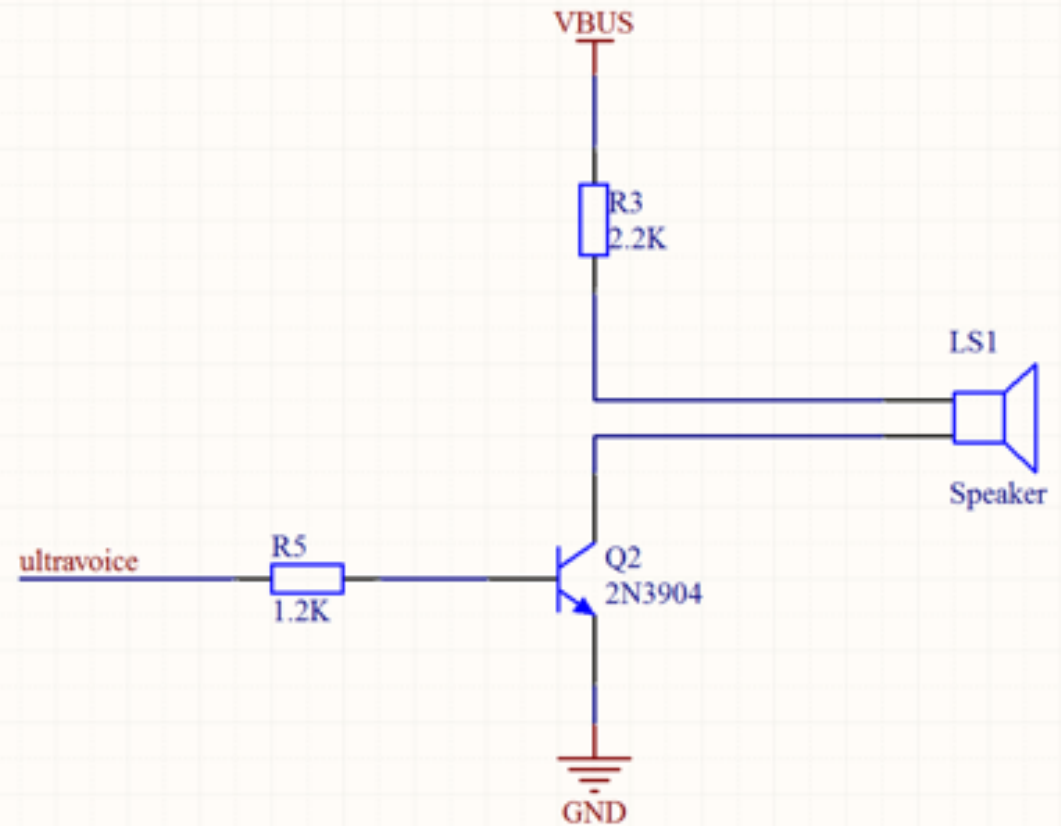 VBUS
R3
2.2K
LS1
Speaker
ultravoice
R5
1.2K
Q2
2N3904
GND